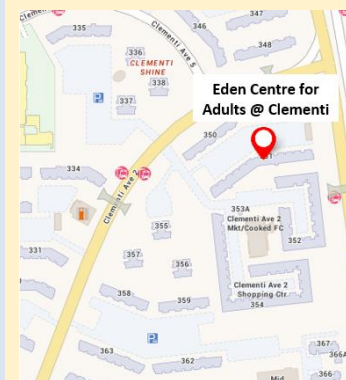 347
335
346
336
348
CLEMENTI
SHINE
338
Clementi Ave 5
P
337
Eden Centre for
Adults @ Clementi
350
334
Clementi Ave 2
353A
Clementi Ave 2
Mkt/Cooked FC
352
355
331
357
356
Clementi Ave 2
Shopping Ctr
354
358
359
P
363
362
367
366A
366
Mid